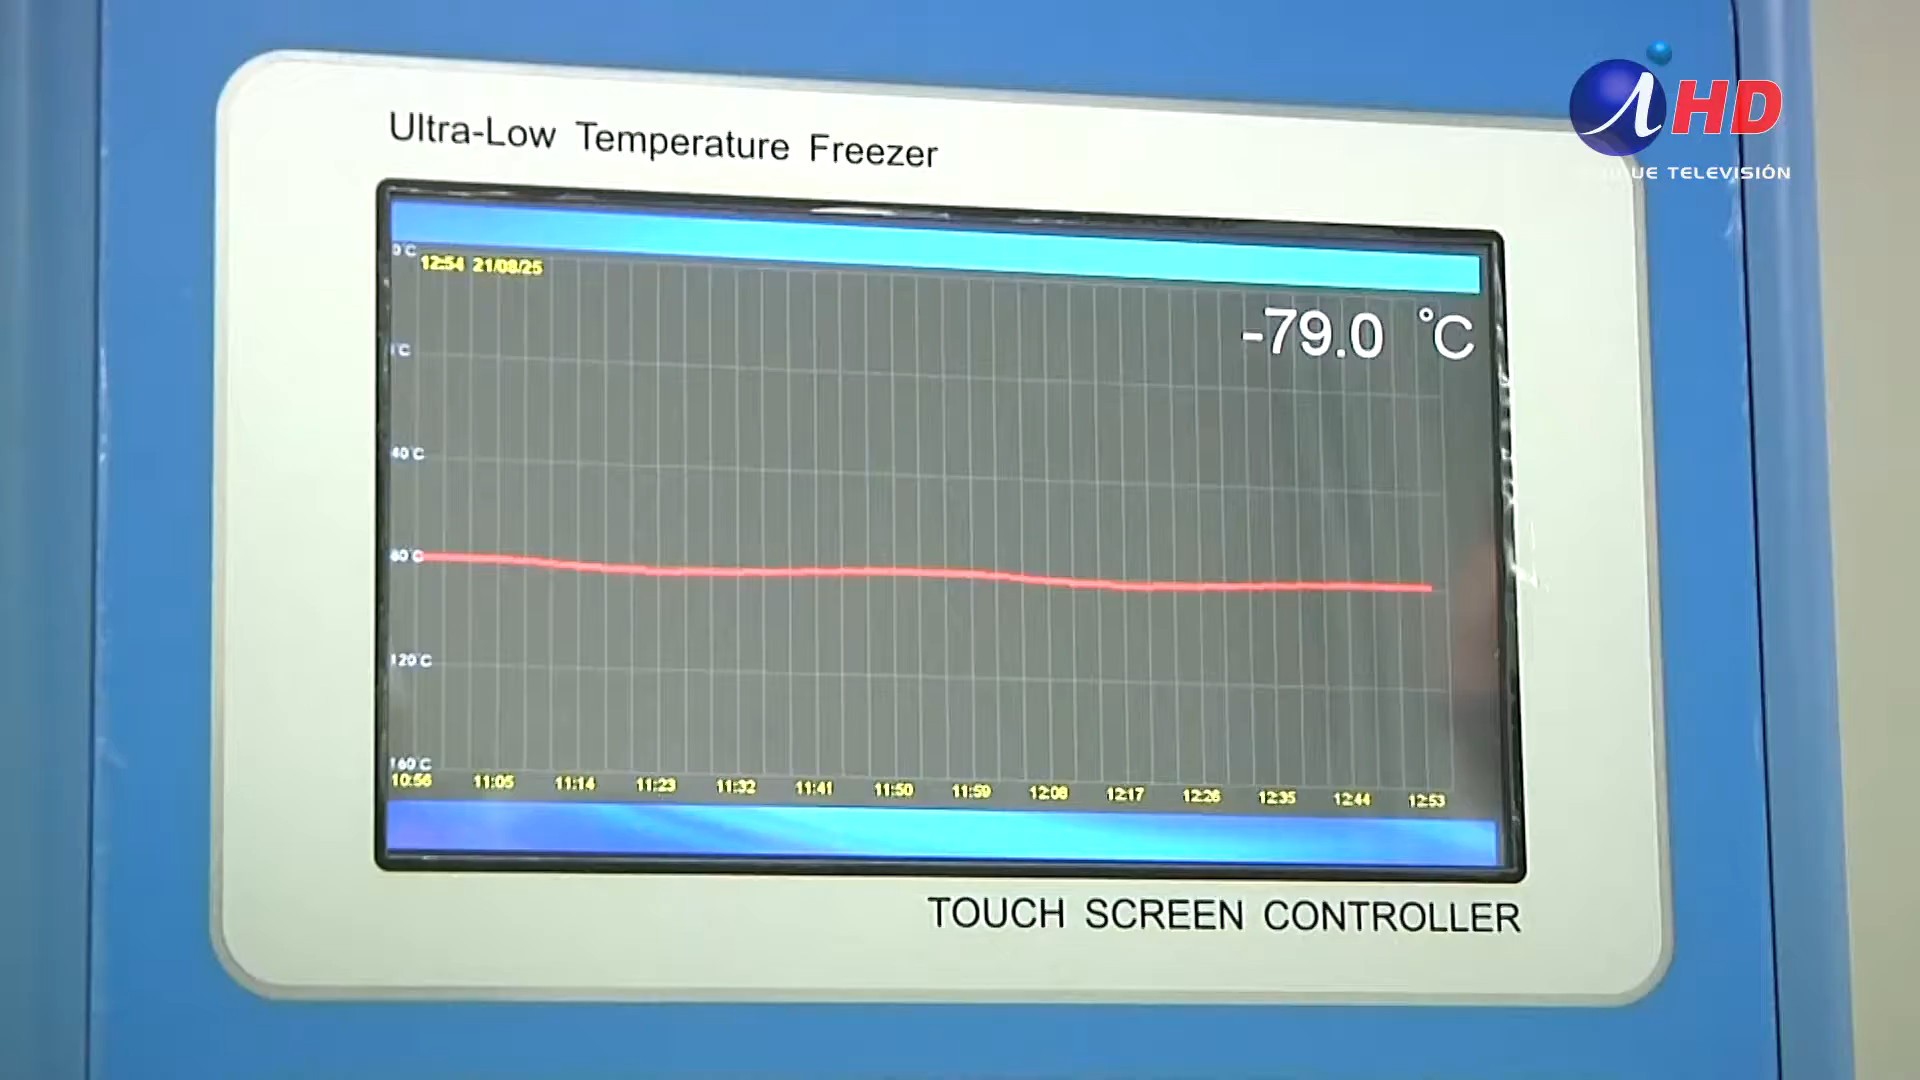 HD
UE TELEVISIÓN
Ultra-Low Temperature Freezer
12:54 21/08/25
-79.0 °C
40°C
80°C
120°C
160°C
10:56 11:05 11:14 11:23 11:32 11:41 11:50 11:59 12:08 12:17 12:26 12:35 12:44 12:53
TOUCH SCREEN CONTROLLER